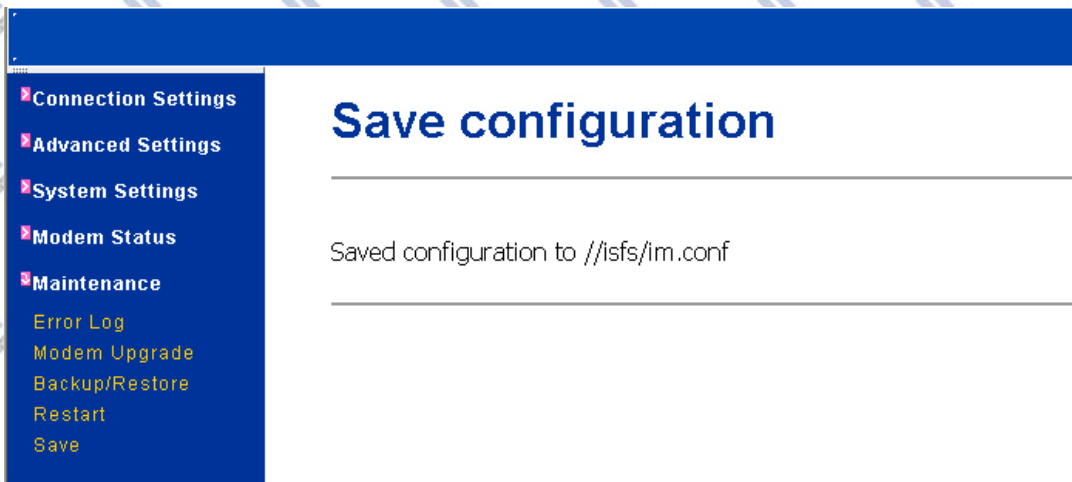 Connection Settings
Advanced Settings
System Settings
Modem Status
Maintenance
Error Log
Modem Upgrade
Backup/Restore
Restart
Save
Save configuration
Saved configuration to //isfs/im.conf